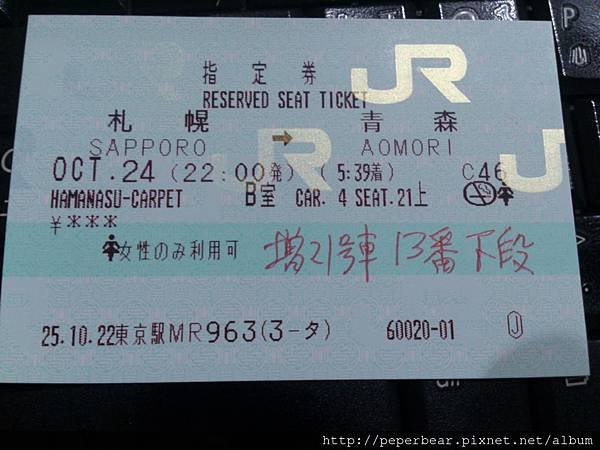 P
JR
指定券
RESERVED SEAT TICKET
札幌 → 青森
SAPPORO AOMORI
OCT.24 (22:00発) (5:39着) C46
HAMANASU-CARPET B室 CAR. 4 SEAT.21上
¥***
女性のみ利用可 増21号車 13番下段
25.10.22東京駅MR963(3-タ) 60020-01 J
alt
http://peperbear.pixnet.net/album